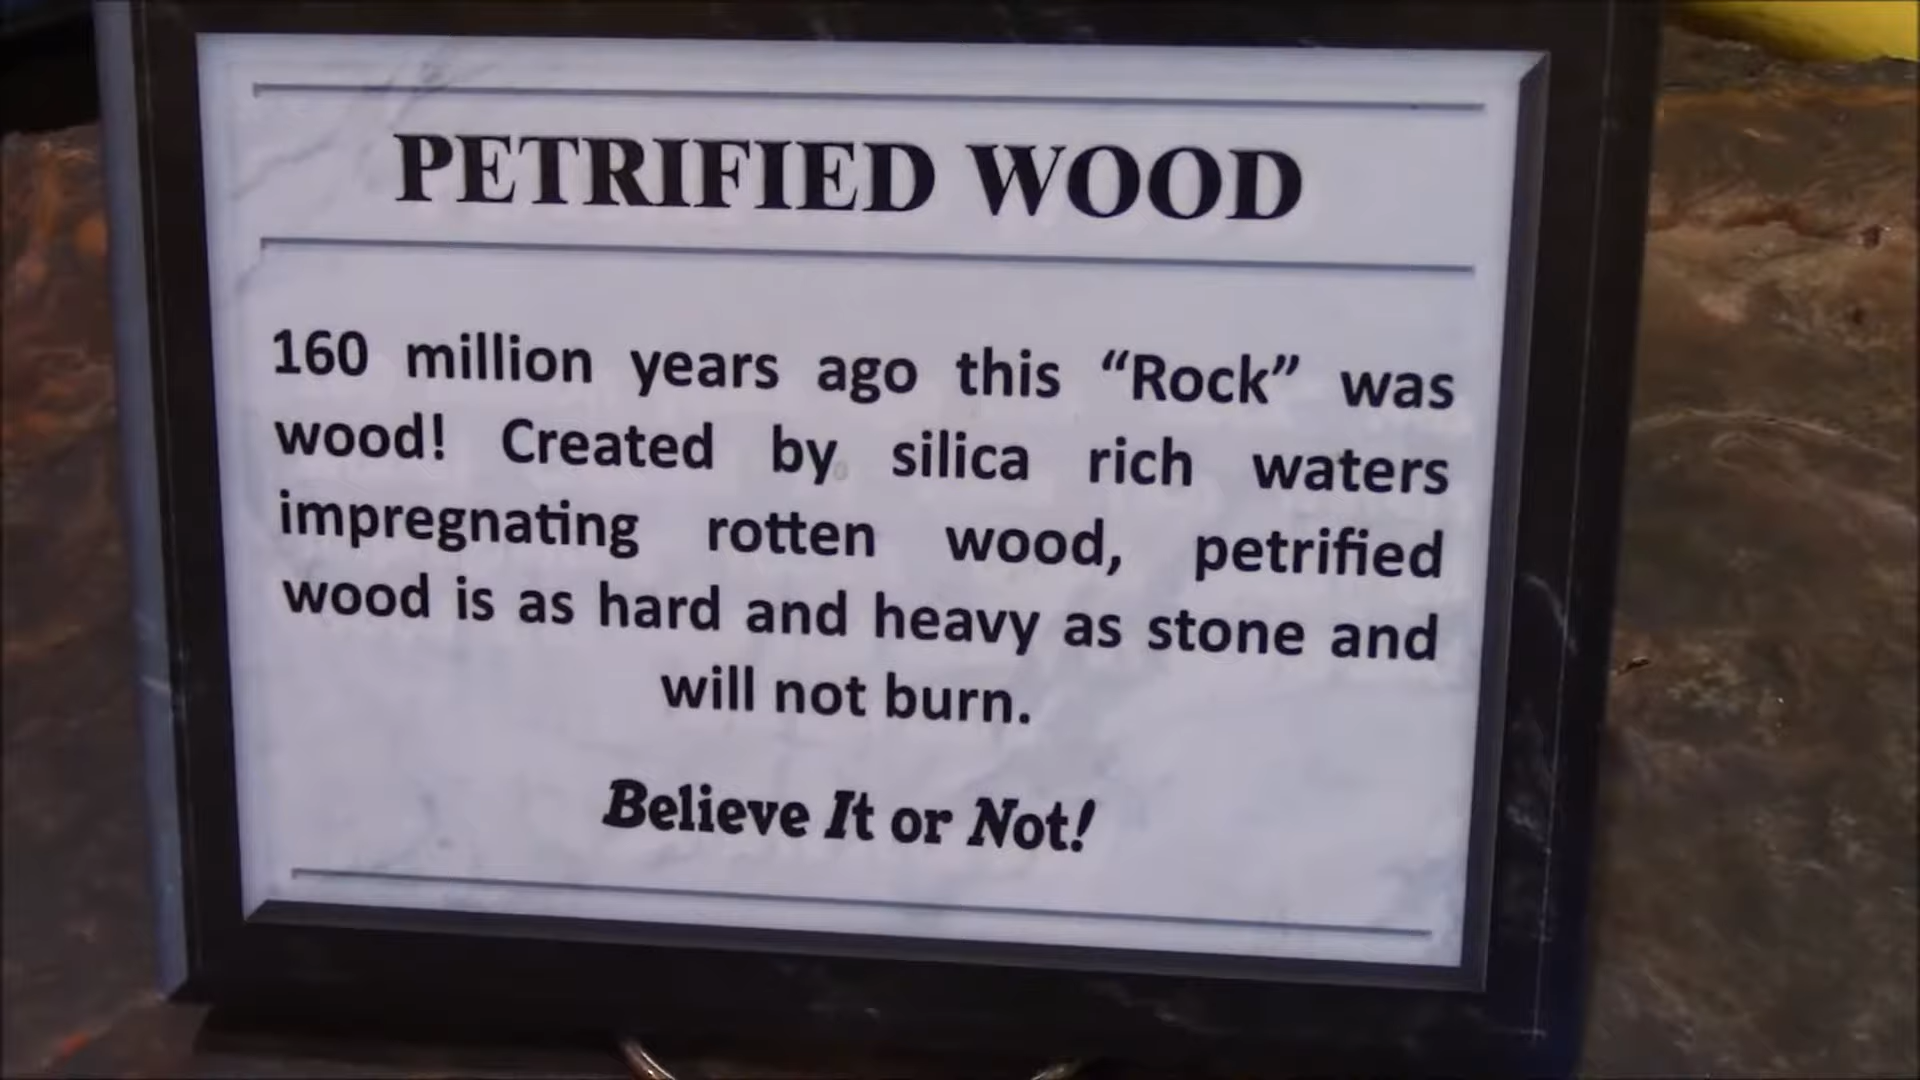 PETRIFIED WOOD
160 million years ago this “Rock” was
wood! Created by silica rich waters
impregnating rotten wood, petrified
wood is as hard and heavy as stone and
will not burn.
Believe It or Not!